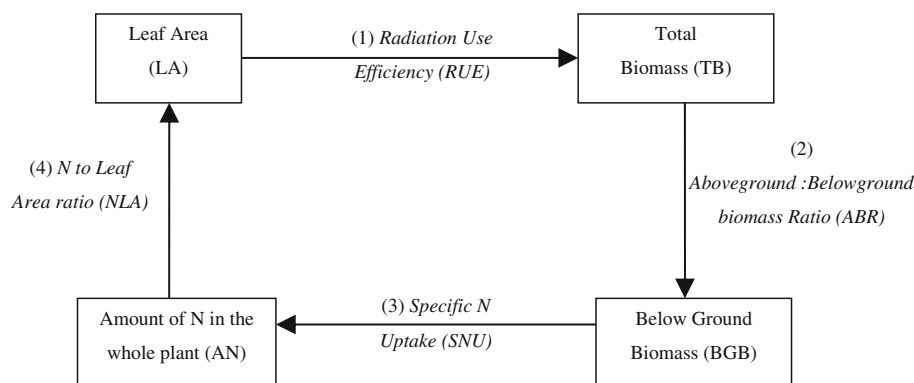 Leaf Area
(LA)
(1) Radiation Use
Efficiency (RUE)
Total
Biomass (TB)
(2)
Aboveground :Belowground
biomass Ratio (ABR)
Below Ground
Biomass (BGB)
(3) Specific N
Uptake (SNU)
Amount of N in the
whole plant (AN)
(4) N to Leaf
Area ratio (NLA)